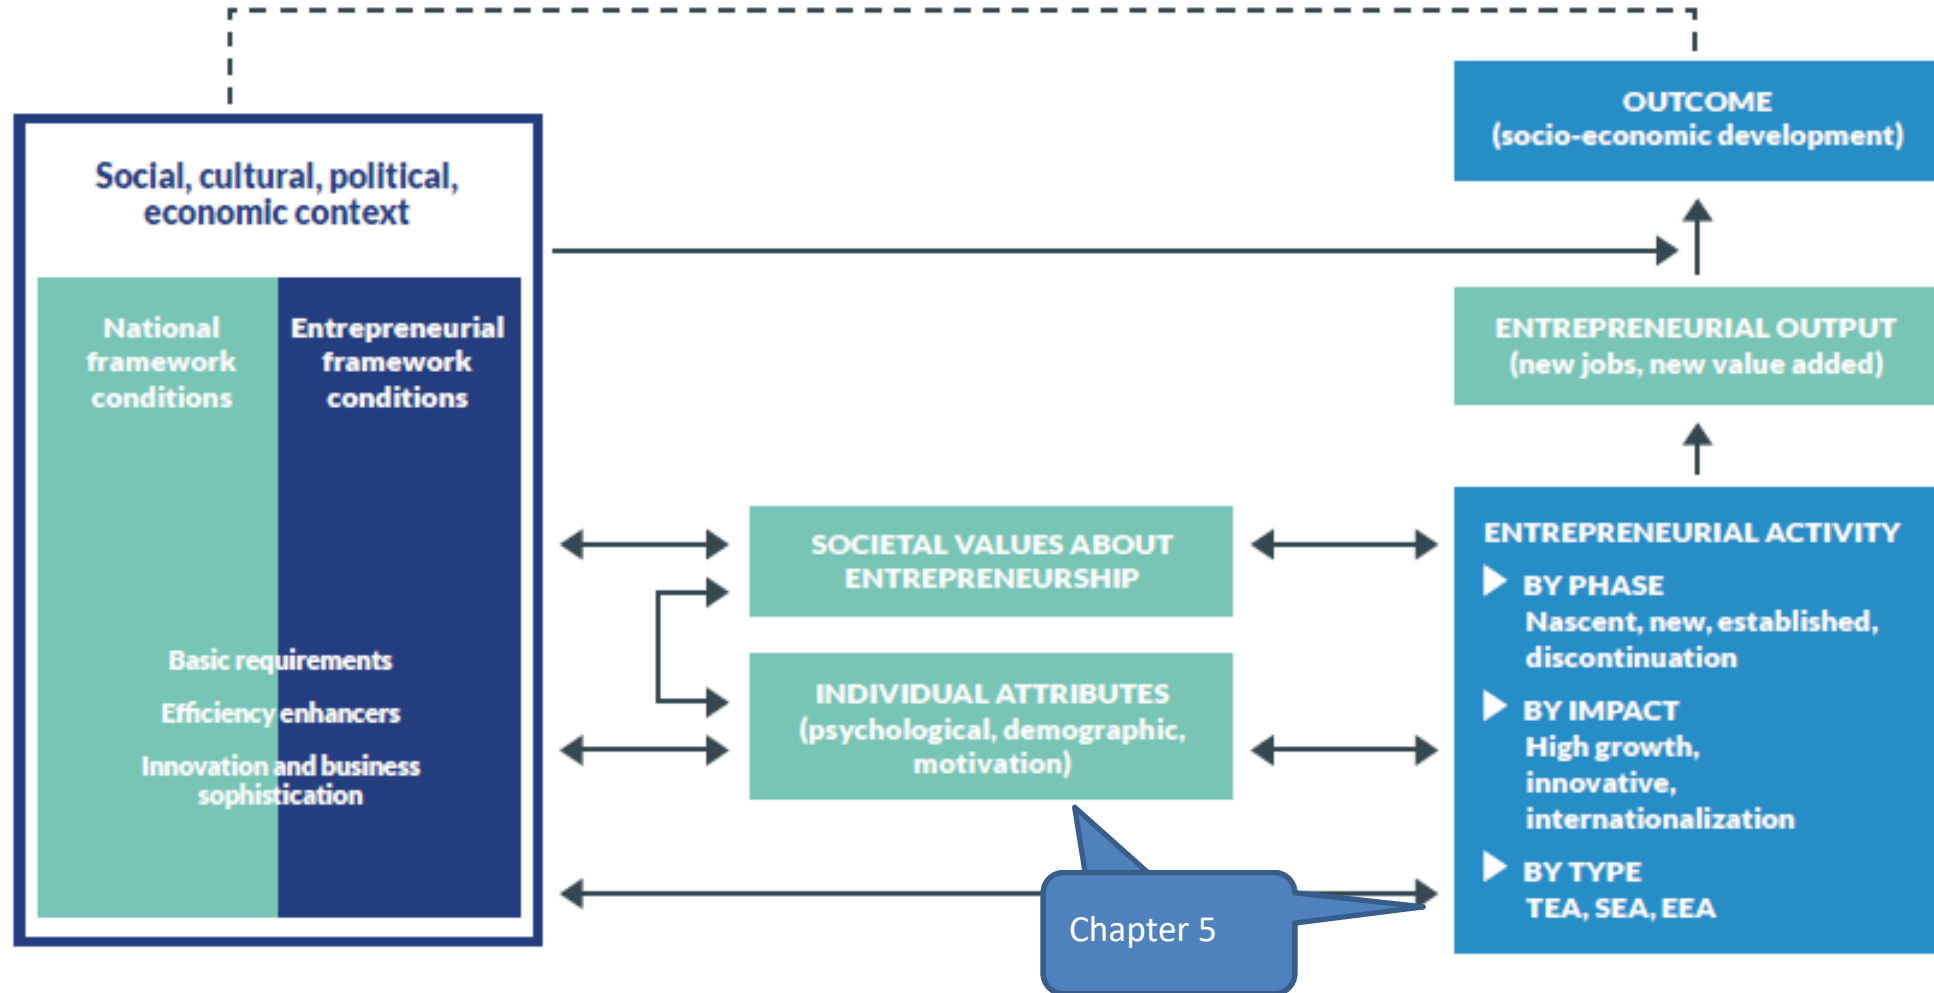 Social, cultural, political,
economic context
National
framework
conditions
Entrepreneurial
framework
conditions
Basic requirements
Efficiency enhancers
Innovation and business
sophistication
SOCIETAL VALUES ABOUT
ENTREPRENEURSHIP
INDIVIDUAL ATTRIBUTES
(psychological, demographic,
motivation)
Chapter 5
OUTCOME
(socio-economic development)
ENTREPRENEURIAL OUTPUT
(new jobs, new value added)
ENTREPRENEURIAL ACTIVITY
BY PHASE
Nascent, new, established,
discontinuation
BY IMPACT
High growth,
innovative,
internationalization
BY TYPE
TEA, SEA, EEA